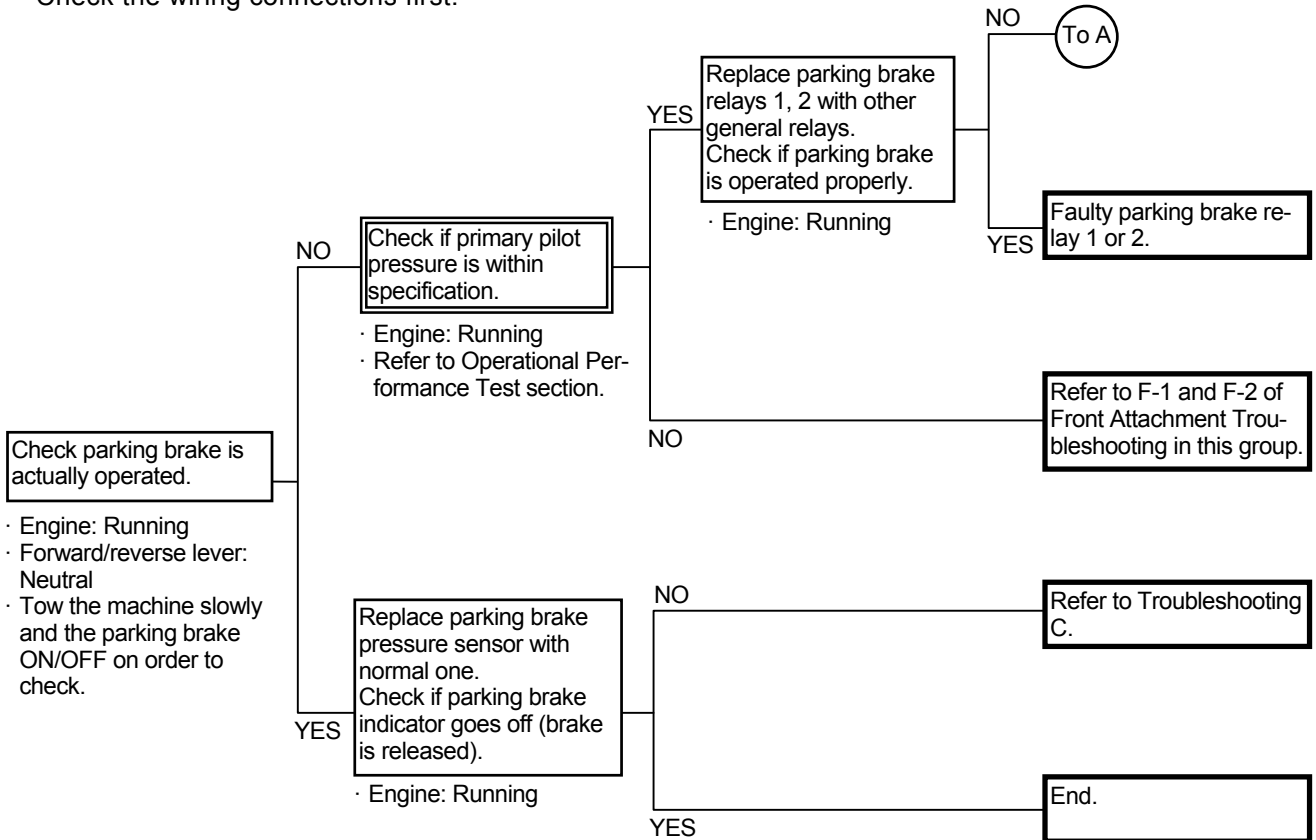 Check the wiring connections first.
NO
To A
Replace parking brake
relays 1, 2 with other
general relays.
Check if parking brake
is operated properly.
YES
· Engine: Running
Faulty parking brake re-
lay 1 or 2.
YES
NO
Check if primary pilot
pressure is within
specification.
· Engine: Running
· Refer to Operational Per-
formance Test section.
Refer to F-1 and F-2 of
Front Attachment Trou-
bleshooting in this group.
NO
Check parking brake is
actually operated.
· Engine: Running
· Forward/reverse lever:
Neutral
· Tow the machine slowly
and the parking brake
ON/OFF on order to
check.
NO
Refer to Troubleshooting
C.
Replace parking brake
pressure sensor with
normal one.
Check if parking brake
indicator goes off (brake
is released).
YES
· Engine: Running
End.
YES